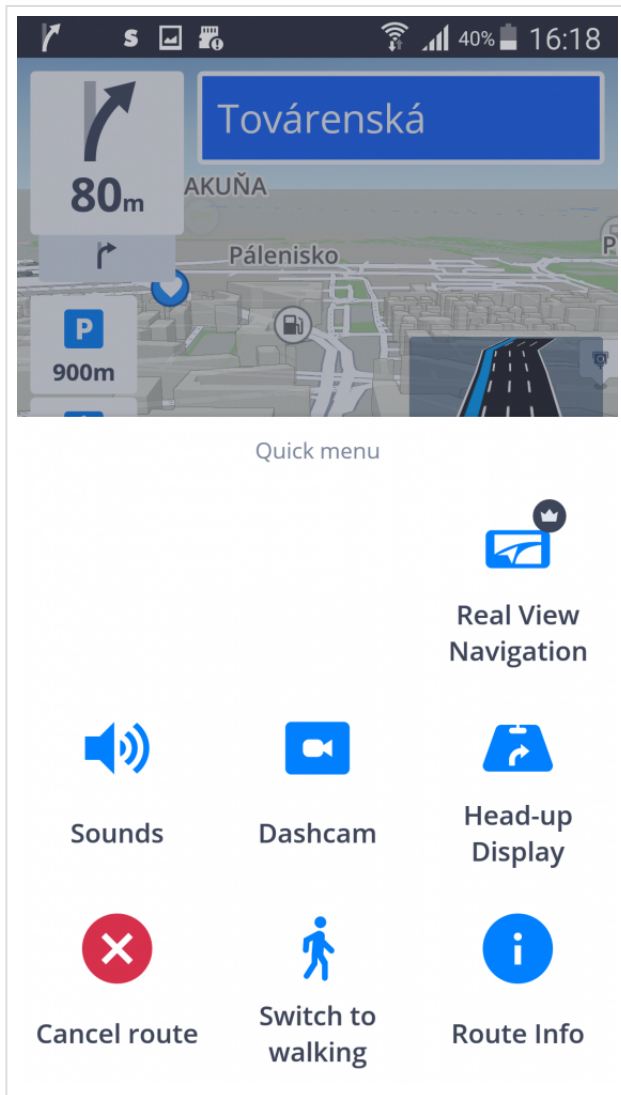 S
40%
16:18
Továrenská
80m
AKUŇA
Pálenisko
P
P
900m
Quick menu
Real View
Navigation
Sounds
Dashcam
Head-up
Display
Cancel route
Switch to
walking
Route Info